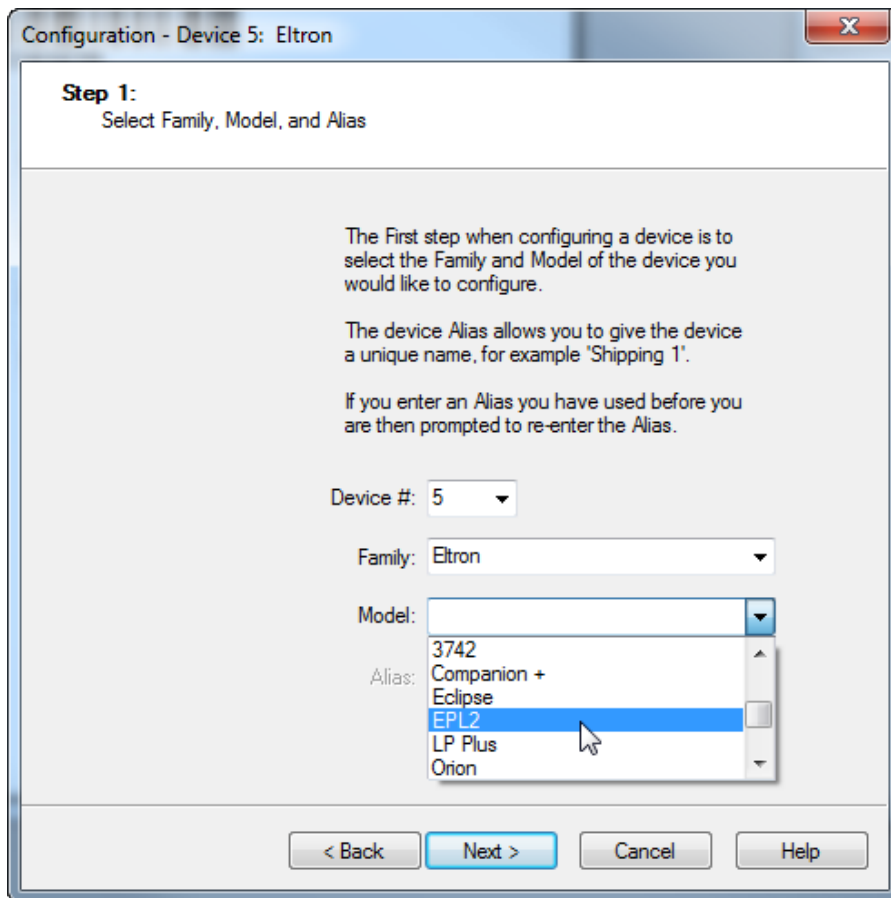 Configuration - Device 5: Eltron
Step 1:
Select Family, Model, and Alias
The First step when configuring a device is to
select the Family and Model of the device you
would like to configure.
The device Alias allows you to give the device
a unique name, for example 'Shipping 1'.
If you enter an Alias you have used before you
are then prompted to re-enter the Alias.
Device #: 5
Family: Eltron
Model:
3742
Alias: Companion +
Eclipse
EPL2
LP Plus
Orion
< Back Next > Cancel Help